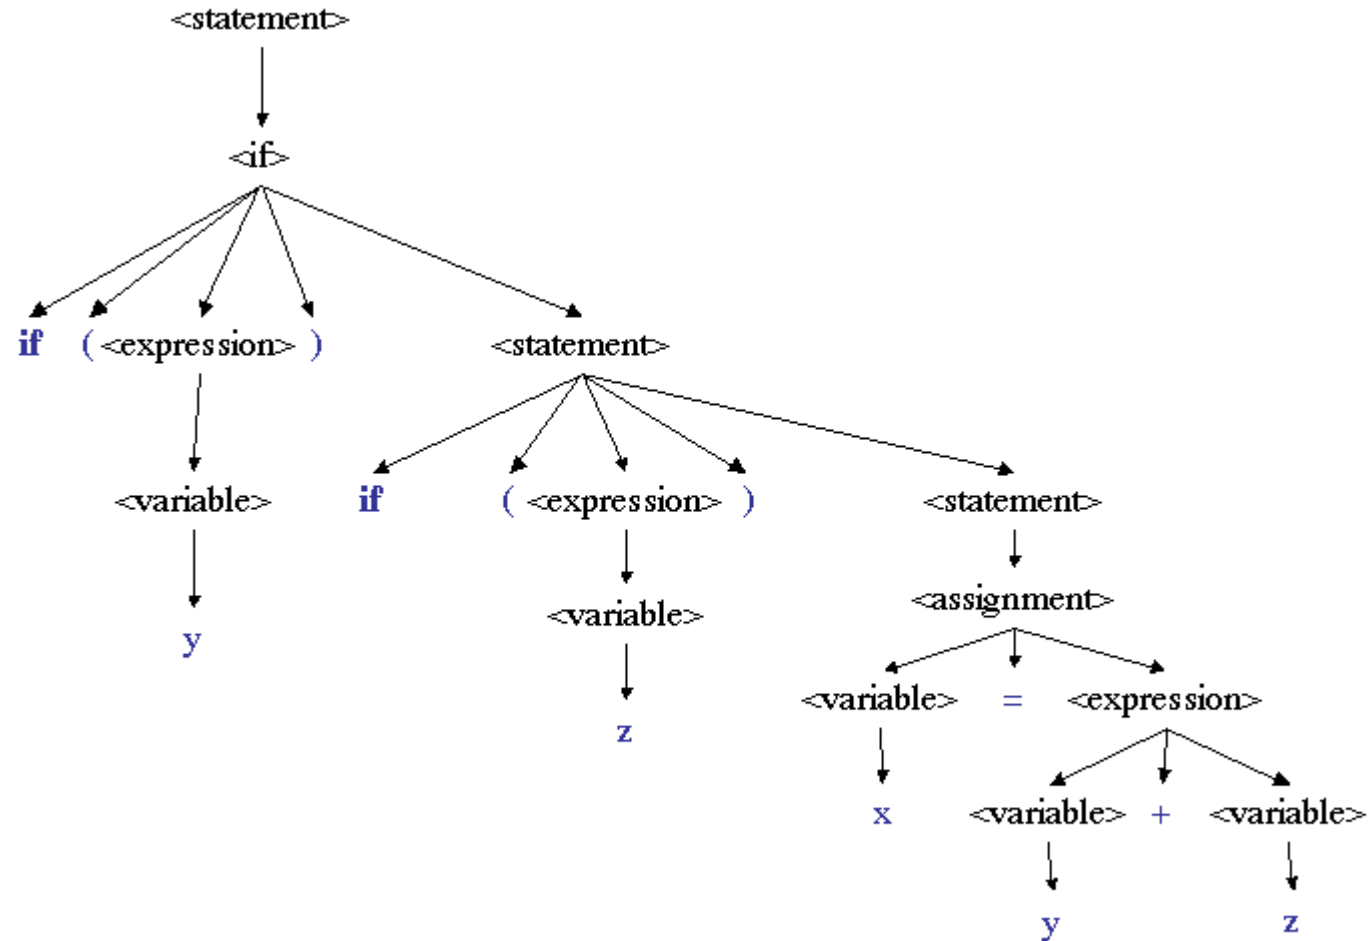 <statement>
<if>
if ( <expression> ) <statement>
<variable> if ( <expression> ) <statement>
<assignment>
<variable>
y
<variable> = <expression>
z
x <variable> + <variable>
y z